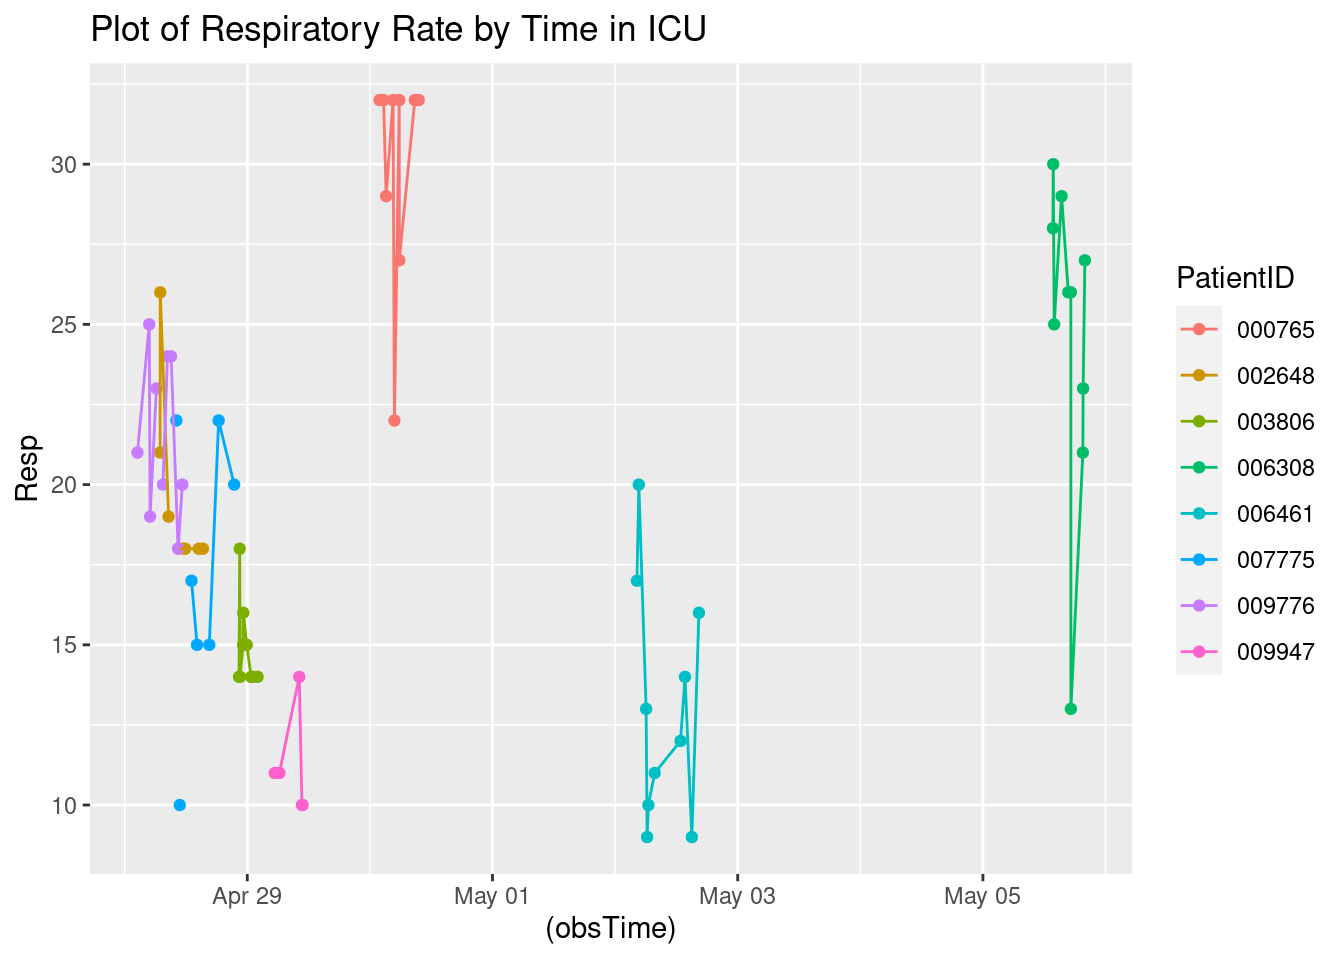 Plot of Respiratory Rate by Time in ICU
Resp
30
25
20
15
10
Apr 29
May 01
May 03
May 05
(obsTime)
PatientID
000765
002648
003806
006308
006461
007775
009776
009947